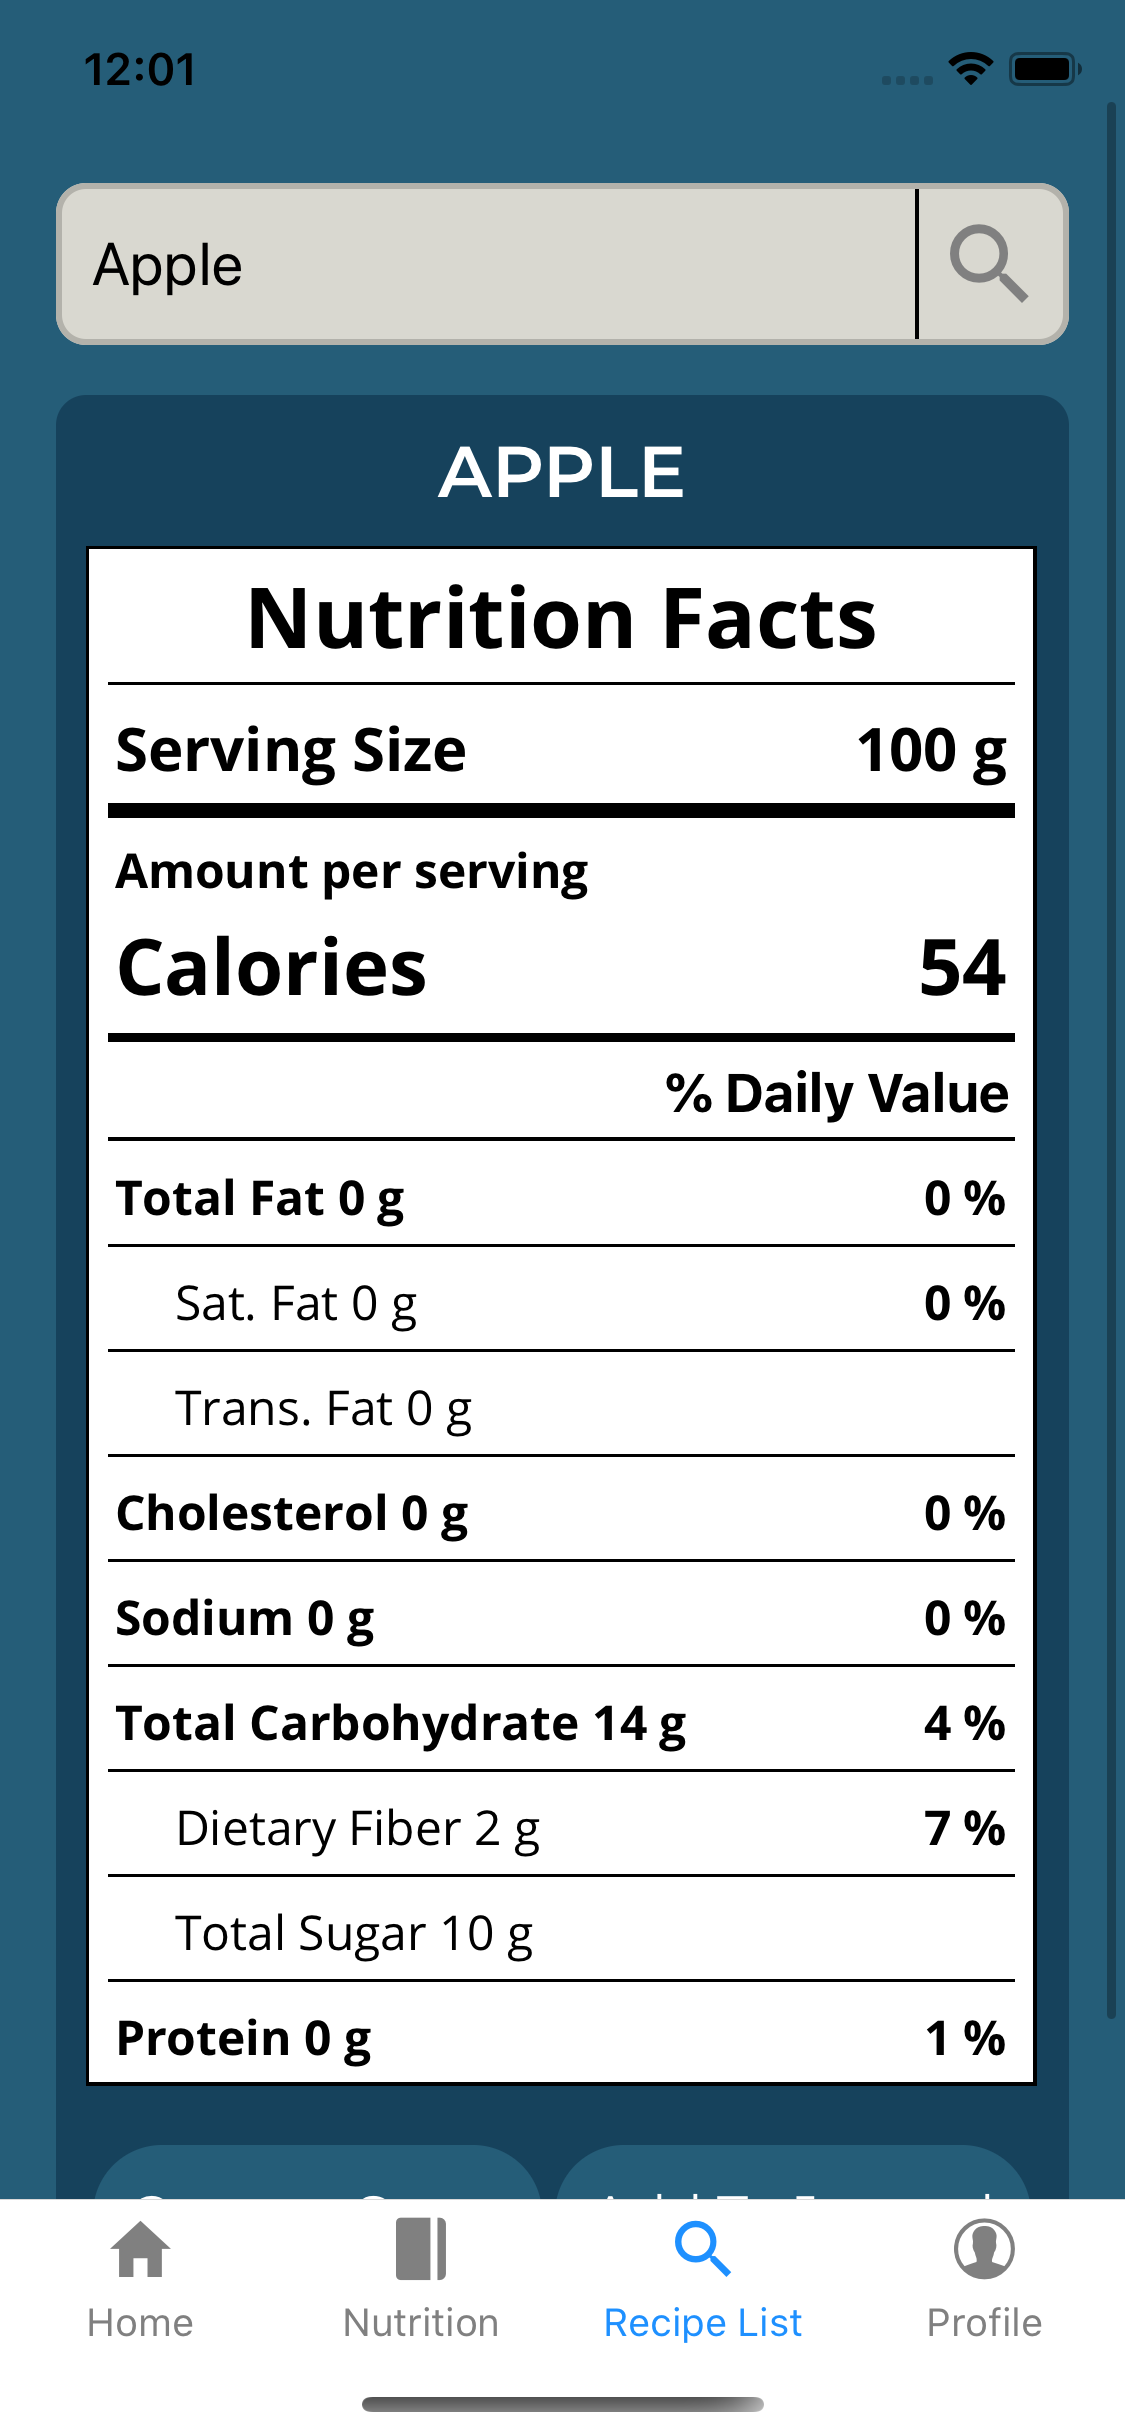 12:01
Apple
APPLE
Nutrition Facts
Serving Size 100 g
Amount per serving
Calories 54
% Daily Value
Total Fat 0 g 0 %
Sat. Fat 0 g 0 %
Trans. Fat 0 g
Cholesterol 0 g 0 %
Sodium 0 g 0 %
Total Carbohydrate 14 g 4 %
Dietary Fiber 2 g 7 %
Total Sugar 10 g
Protein 0 g 1 %
Home Nutrition Recipe List Profile